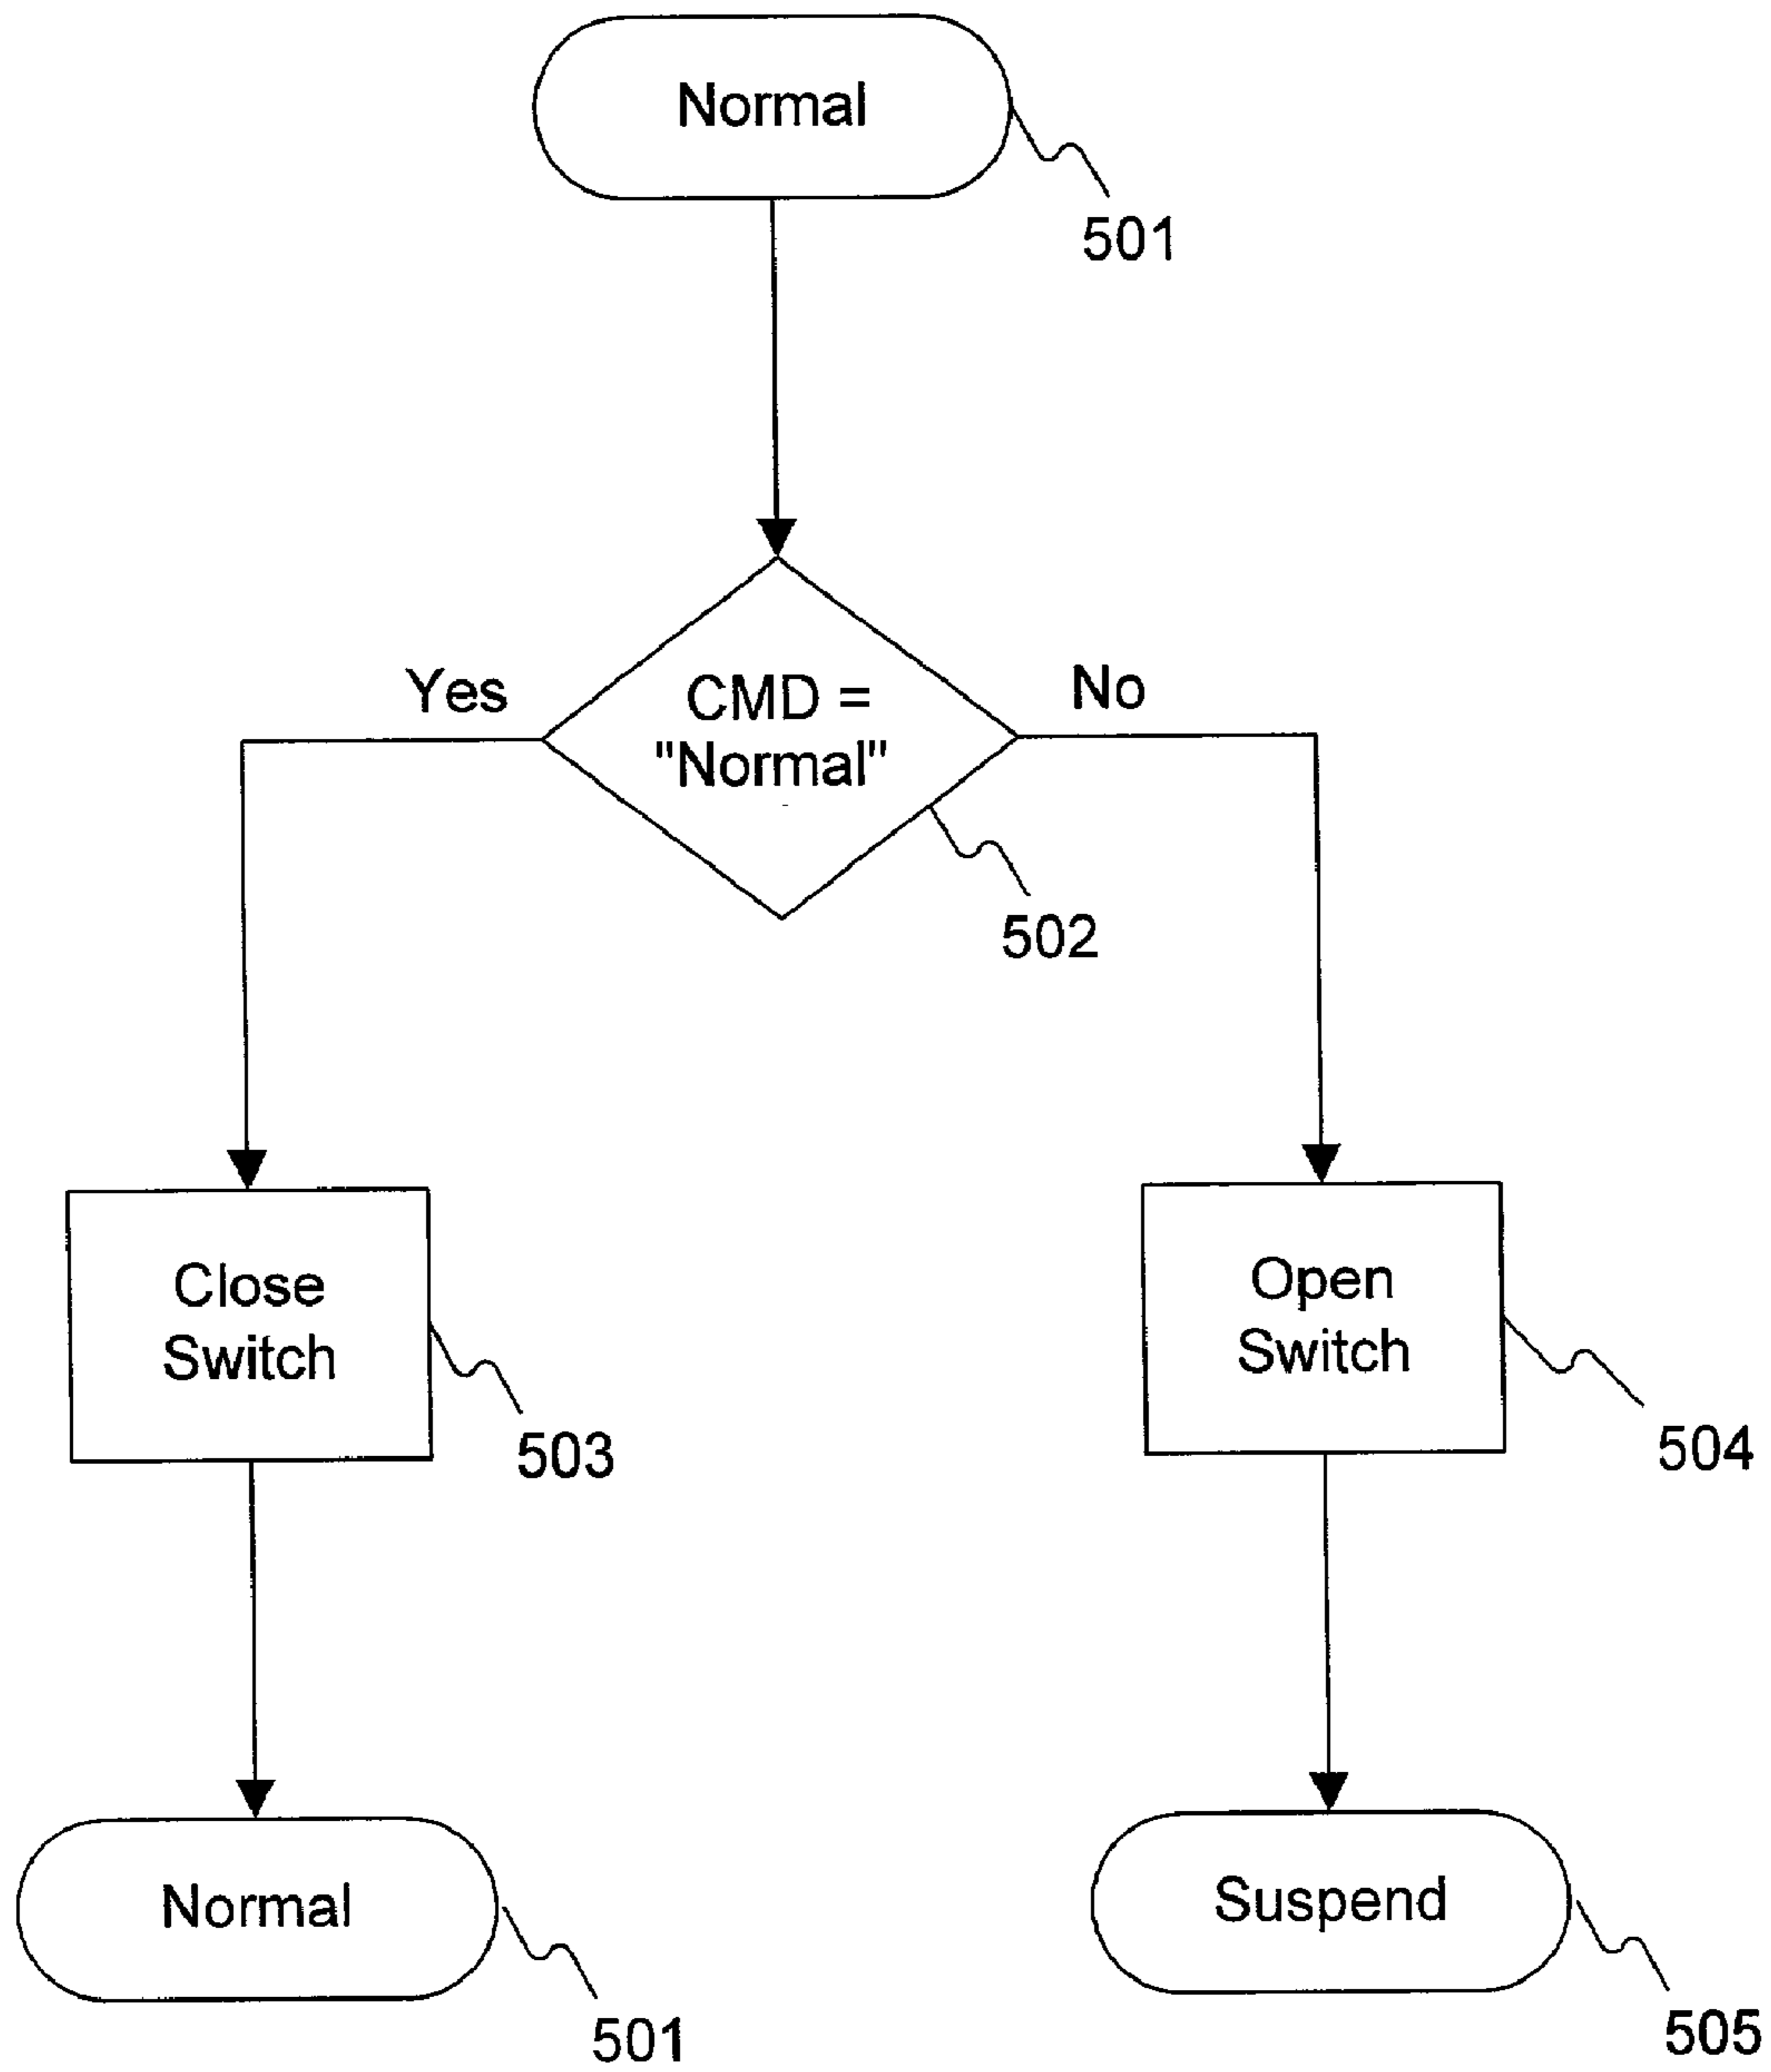 Normal
501
Yes
CMD =
"Normal"
No
502
Close
Switch
503
Open
Switch
504
Normal
501
Suspend
505